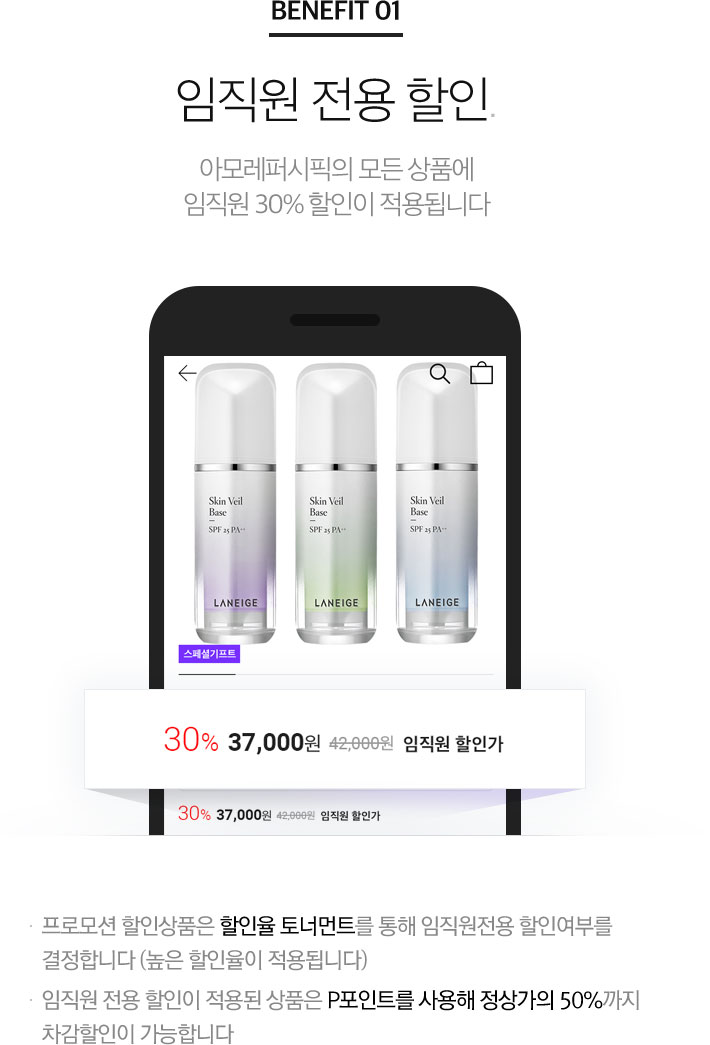 BENEFIT 01
임직원 전용 할인.
아모레퍼시픽의 모든 상품에
임직원 30% 할인이 적용됩니다
Skin Veil Skin Veil Skin Veil
Base Base Base
SPF 25 PA++ SPF 25 PA++ SPF 25 PA++
LANEIGE LANEIGE LANEIGE
스페셜기프트
30% 37,000원 42,000원 임직원 할인가
30% 37,000원 42,000원 임직원 할인가
· 프로모션 할인상품은 할인율 토너먼트를 통해 임직원전용 할인여부를
결정합니다 (높은 할인율이 적용됩니다)
· 임직원 전용 할인이 적용된 상품은 P포인트를 사용해 정상가의 50%까지
차감할인이 가능합니다